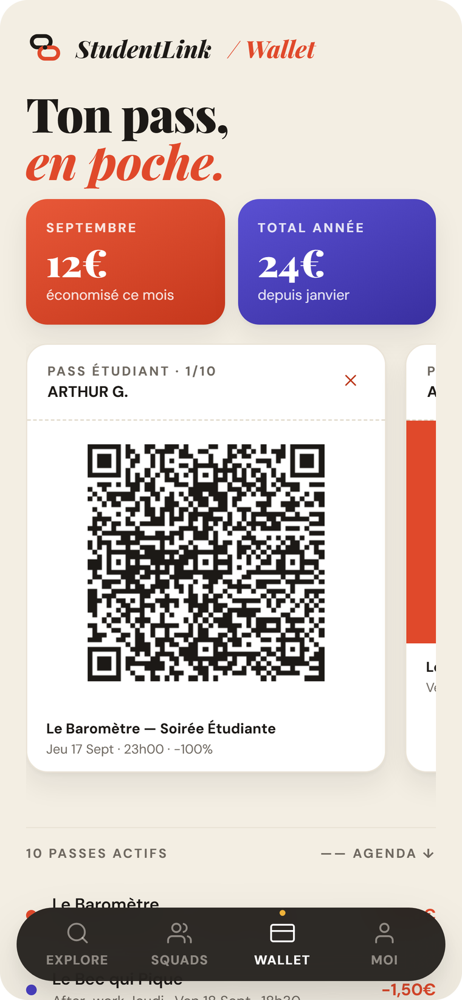 StudentLink / Wallet
Ton pass,
en poche.
SEPTEMBRE
12€
économisé ce mois
TOTAL ANNÉE
24€
depuis janvier
PASS ÉTUDIANT · 1/10
ARTHUR G.
Le Baromètre — Soirée Étudiante
Jeu 17 Sept · 23h00 · -100%
10 PASSES ACTIFS
—— AGENDA ↓
Le Baromètre
€
EXPLORE
SQUADS
WALLET
MOI
Le Bec qui Pique
-1,50€
After-work Jeudi · Ven 18 Sept · 18h30